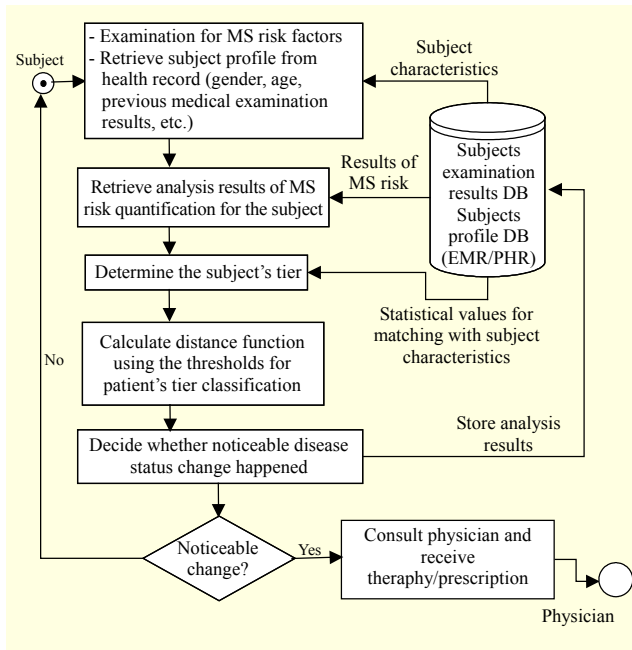 Subject
- Examination for MS risk factors
- Retrieve subject profile from
health record (gender, age,
previous medical examination
results, etc.)
Subject
characteristics
Retrieve analysis results of MS
risk quantification for the subject
Results of
MS risk
Subjects
examination
results DB
Subjects
profile DB
(EMR/PHR)
Determine the subject's tier
Statistical values for
matching with subject
characteristics
Calculate distance function
using the thresholds for
patient's tier classification
No
Decide whether noticeable disease
status change happened
Store analysis
results
Noticeable
change?
Yes
Consult physician and
receive
theraphy/prescription
Physician